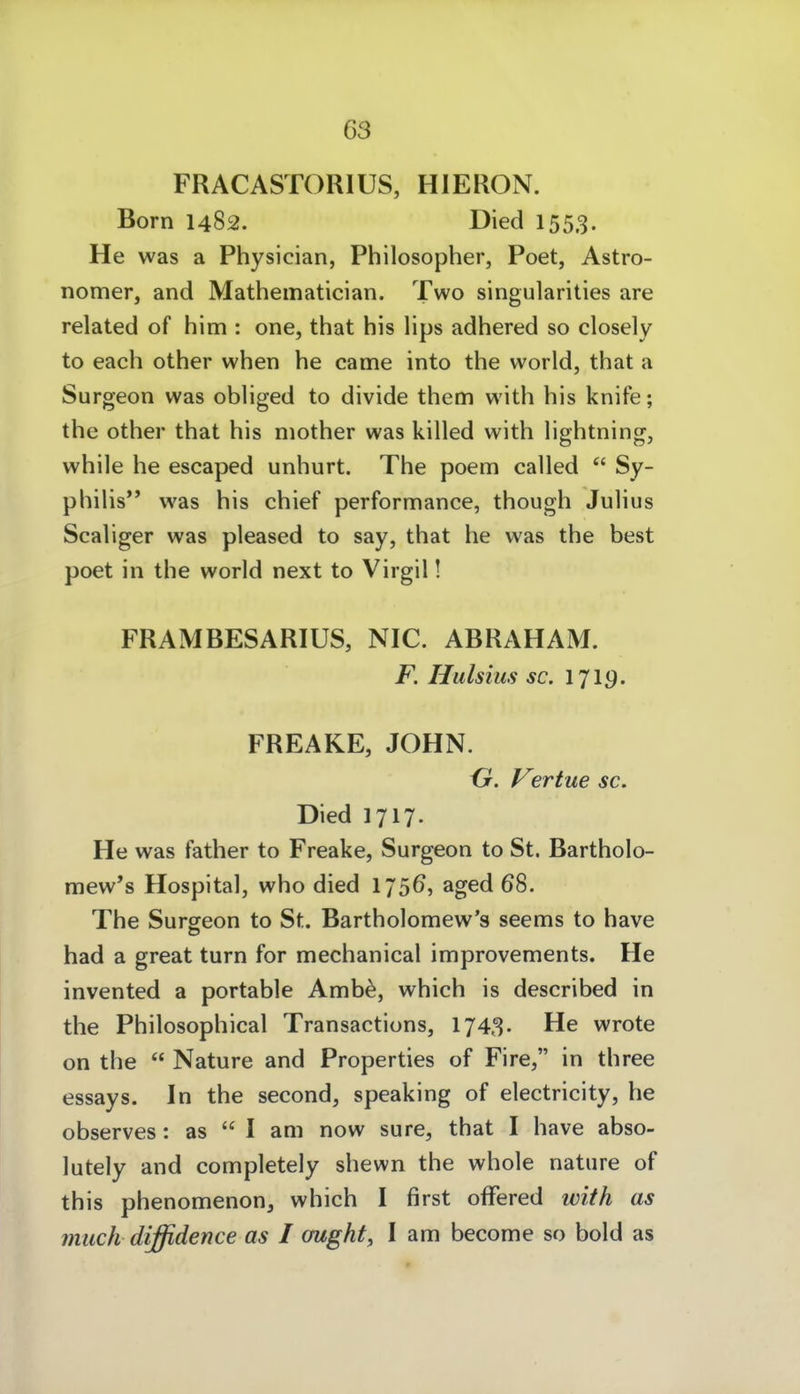 63
FRACASTORIUS, HIERON.
Born 1482. Died 1553.
He was a Physician, Philosopher, Poet, Astro-
nomer, and Mathematician. Two singularities are
related of him : one, that his lips adhered so closely
to each other when he came into the world, that a
Surgeon was obliged to divide them with his knife;
the other that his mother was killed with lightning,
while he escaped unhurt. The poem called “ Sy-
philis” was his chief performance, though Julius
Scaliger was pleased to say, that he was the best
poet in the world next to Virgil!
FRAMBESARIUS, NIC. ABRAHAM.
F. Hulsius sc. 1719.
FREAKE, JOHN.
G. Vertue sc.
Died 1717.
He was father to Freake, Surgeon to St. Bartholo-
mew’s Hospital, who died 1756, aged 68.
The Surgeon to St. Bartholomew’s seems to have
had a great turn for mechanical improvements. He
invented a portable Ambè, which is described in
the Philosophical Transactions, 1743. He wrote
on the “ Nature and Properties of Fire,” in three
essays. In the second, speaking of electricity, he
observes : as “ I am now sure, that I have abso-
lutely and completely shewn the whole nature of
this phenomenon, which I first offered with as
much diffidence as I ought, I am become so bold as